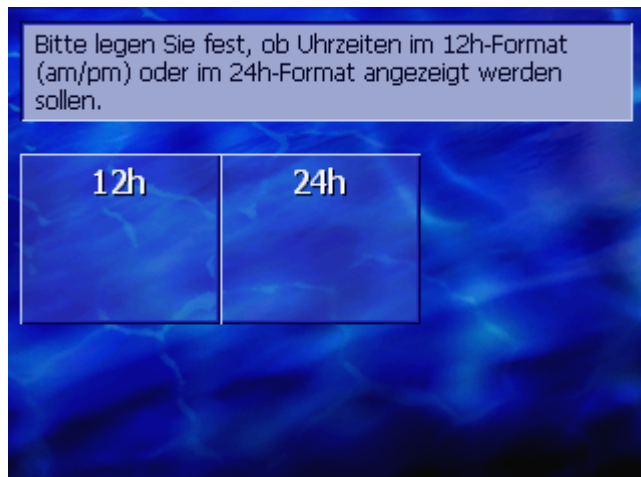 Bitte legen Sie fest, ob Uhrzeiten im 12h-Format
(am/pm) oder im 24h-Format angezeigt werden
sollen.
12h 24h